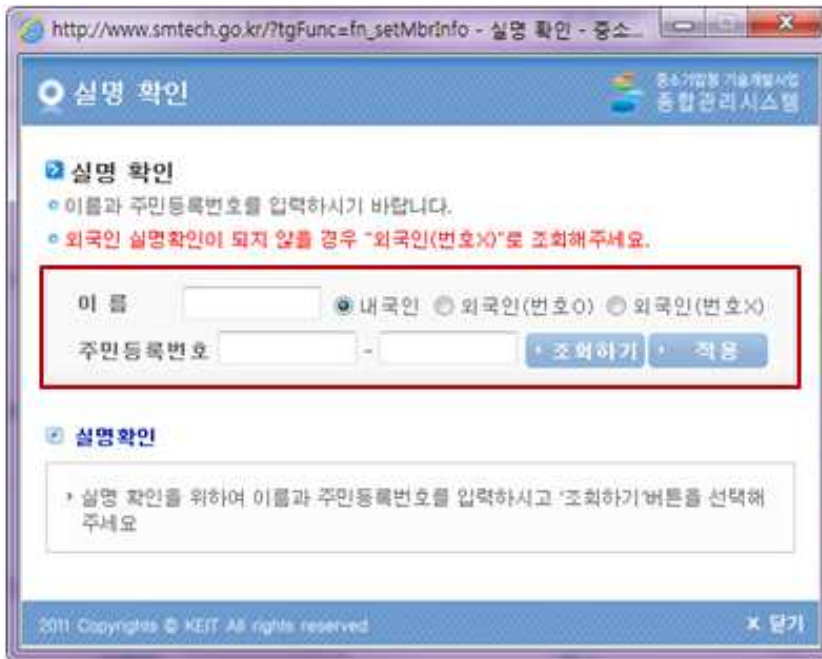 http://www.smtech.go.kr/?tgFunc=fn_setMbrInfo - 실명 확인 - 중소...
실명 확인
중소기업청 기술개발사업
종합관리시스템
실명 확인
이름과 주민등록번호를 입력하시기 바랍니다.
외국인 실명확인이 되지 않을 경우 "외국인(번호X)"로 조회해주세요.
이 름 내국인 외국인(번호O) 외국인(번호X)
주민등록번호 - 조회하기 적용
실명확인
실명 확인을 위하여 이름과 주민등록번호를 입력하시고 '조회하기'버튼을 선택해
주세요
2011 Copyrights © KEIT All rights reserved X 닫기